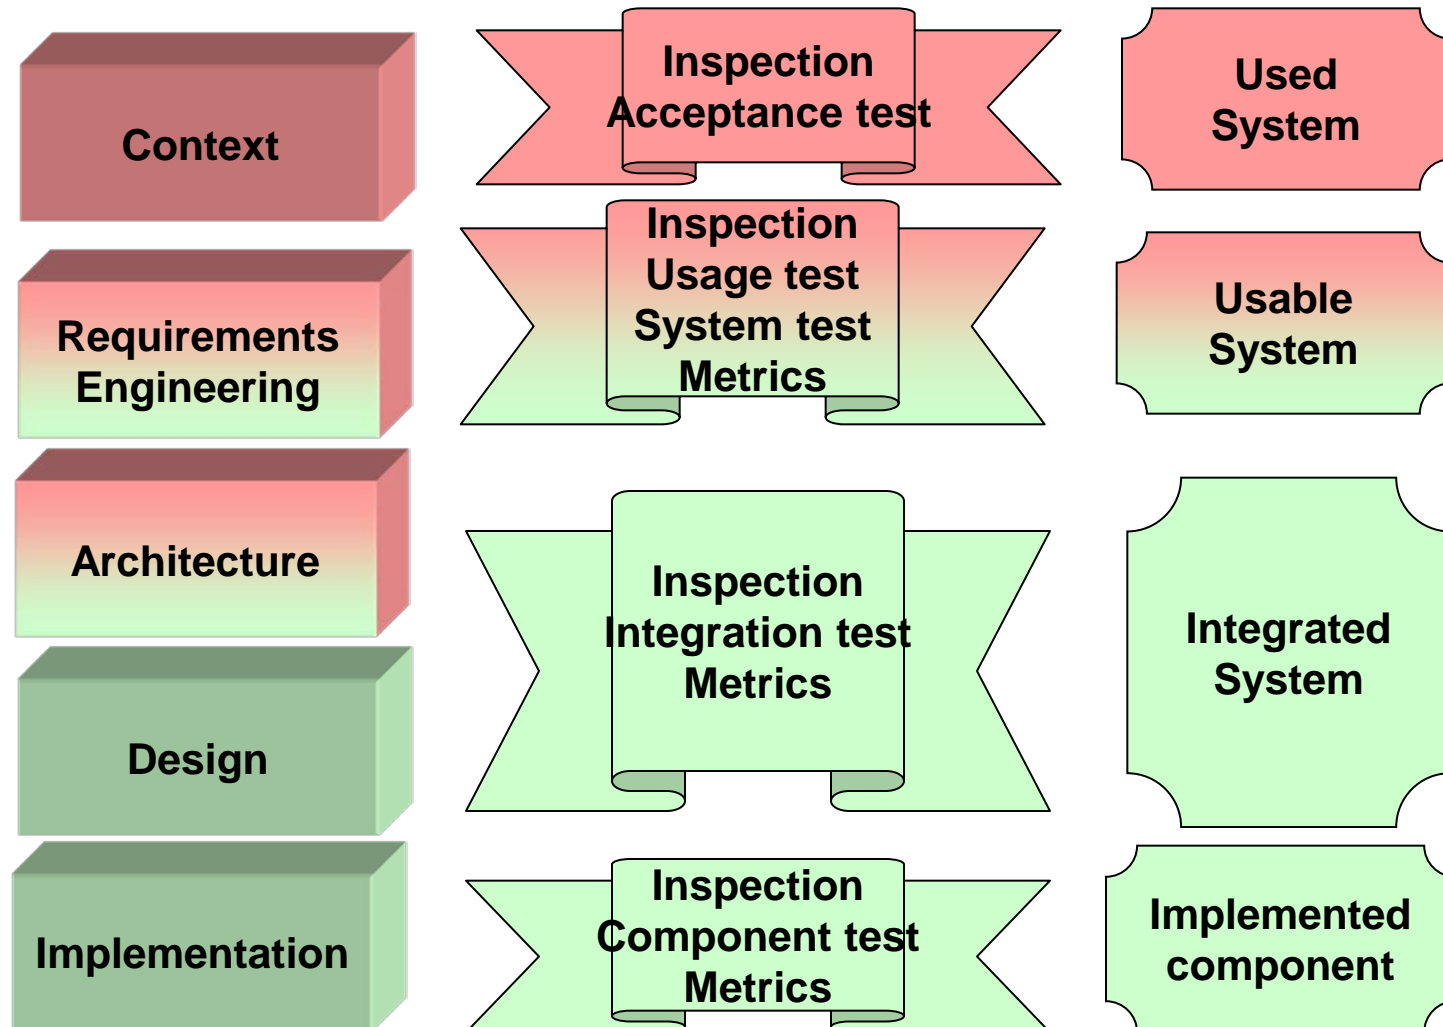 Context
Inspection
Acceptance test
Used
System
Requirements
Engineering
Inspection
Usage test
System test
Metrics
Usable
System
Architecture
Design
Inspection
Integration test
Metrics
Integrated
System
Implementation
Inspection
Component test
Metrics
Implemented
component